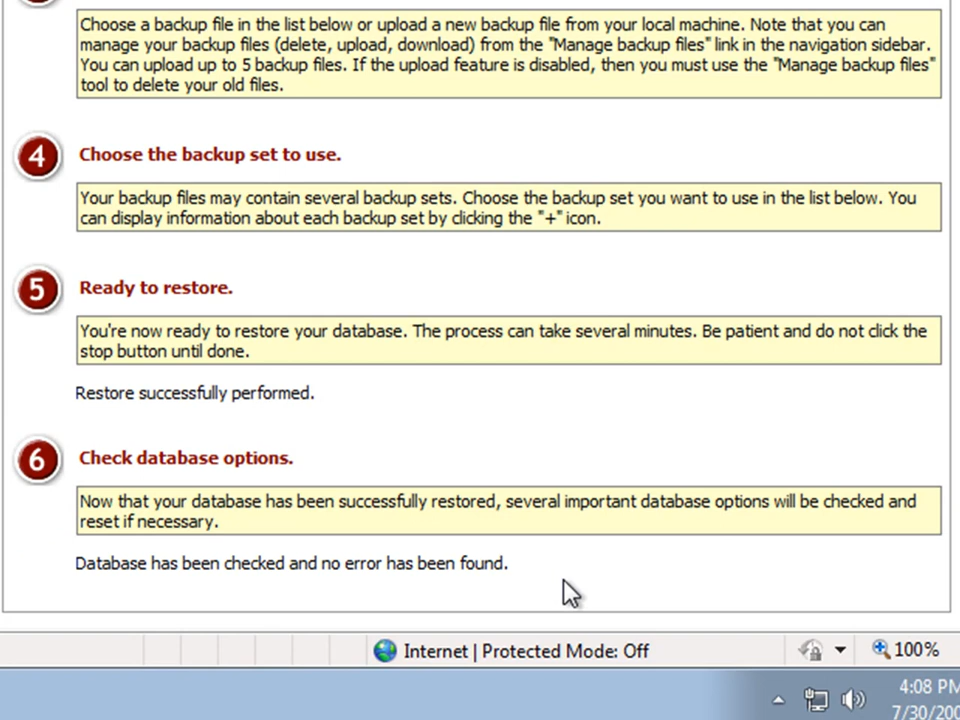 Choose a backup file in the list below or upload a new backup file from your local machine. Note that you can
manage your backup files (delete, upload, download) from the "Manage backup files" link in the navigation sidebar.
You can upload up to 5 backup files. If the upload feature is disabled, then you must use the "Manage backup files"
tool to delete your old files.
4 Choose the backup set to use.
Your backup files may contain several backup sets. Choose the backup set you want to use in the list below. You
can display information about each backup set by clicking the "+" icon.
5 Ready to restore.
You're now ready to restore your database. The process can take several minutes. Be patient and do not click the
stop button until done.
Restore successfully performed.
6 Check database options.
Now that your database has been successfully restored, several important database options will be checked and
reset if necessary.
Database has been checked and no error has been found.
Internet | Protected Mode: Off
100%
4:08 PM
7/30/200